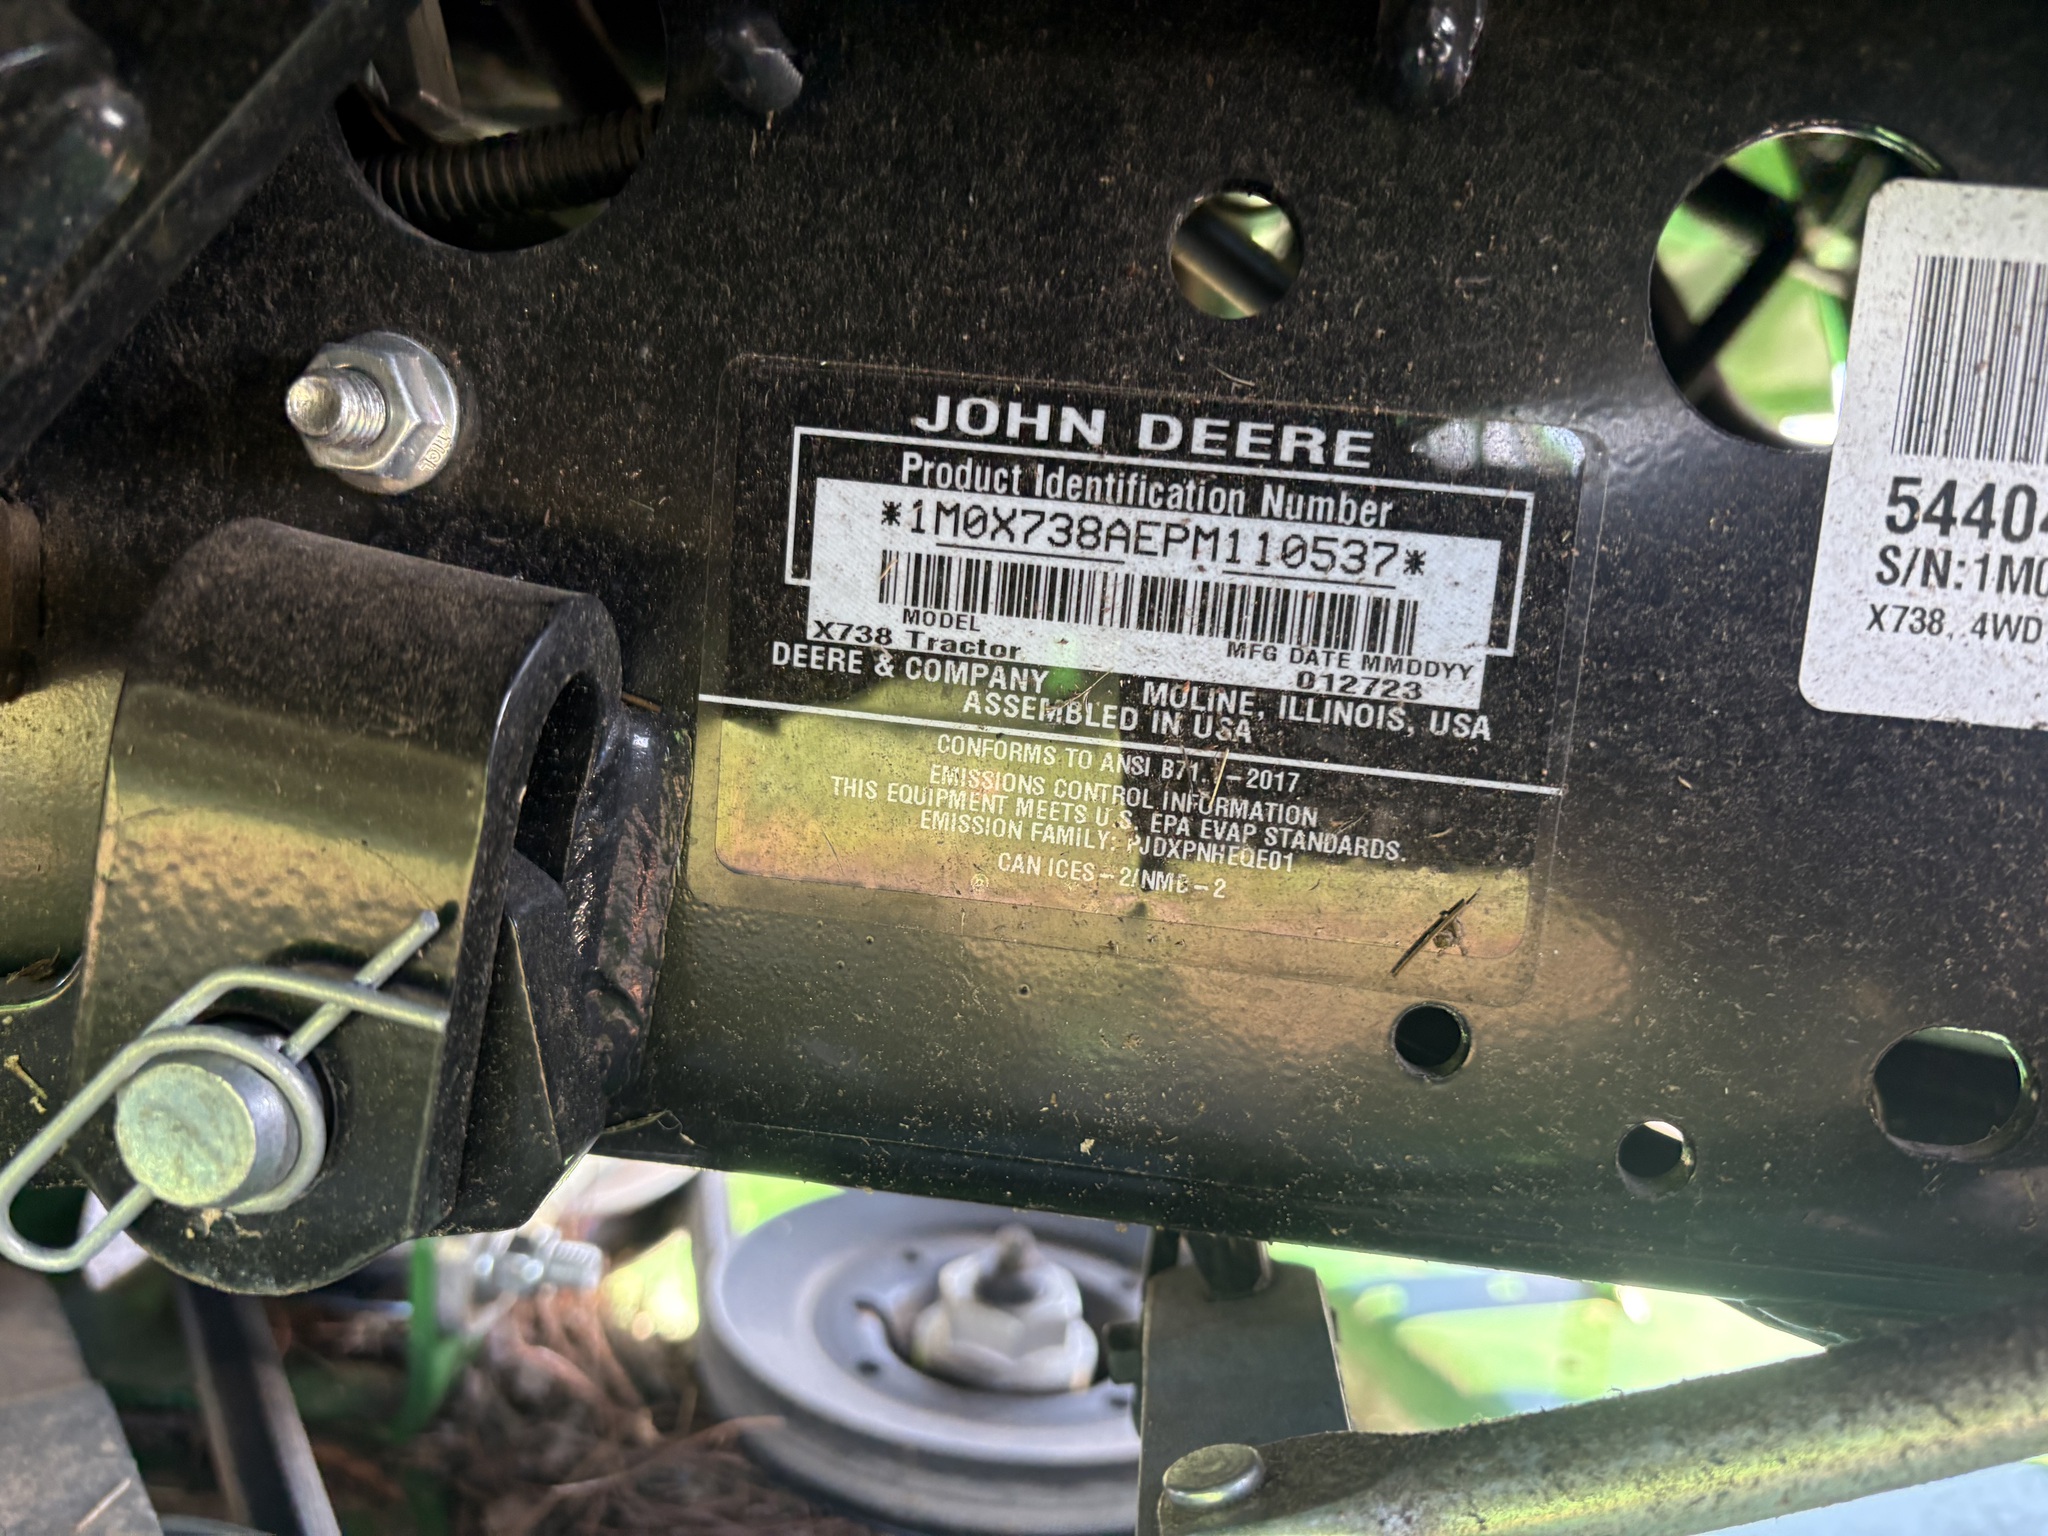 JOHN DEERE
Product Identification Number
*1M0X738AEPM110537*
MODEL
X738 Tractor
MFG DATE MMDDYY
012723
DEERE & COMPANY MOLINE, ILLINOIS, USA
ASSEMBLED IN USA
CONFORMS TO ANSI B71. -2017
EMISSIONS CONTROL INFORMATION
THIS EQUIPMENT MEETS U.S. EPA EVAP STANDARDS.
EMISSION FAMILY: PJDXPNHEQE01
CAN ICES-2/NMB-2
5440
S/N:1M0
X738, 4WD